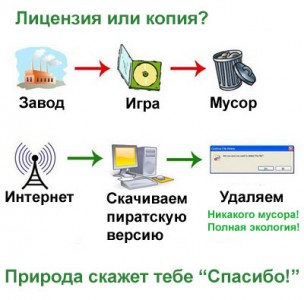 Лицензия или копия?
Завод
Игра
Мусор
Интернет
Скачиваем
пиратскую
версию
Удаляем
Никакого мусора!
Полная экология!
Природа скажет тебе “Спасибо!”